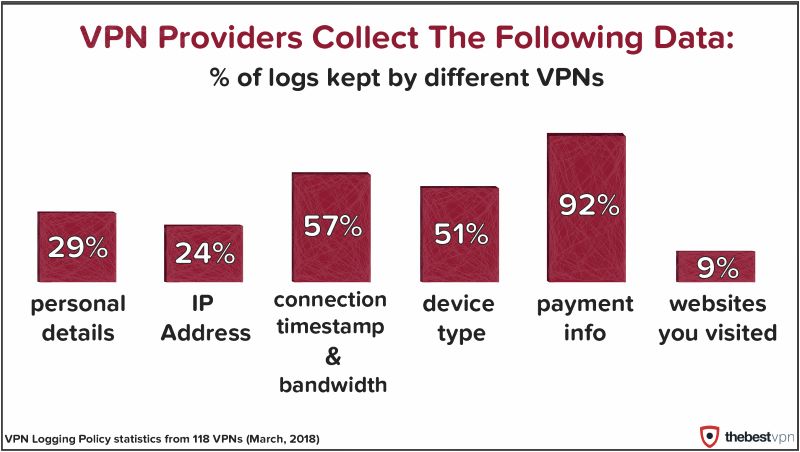 VPN Providers Collect The Following Data:
% of logs kept by different VPNs
29%
24%
57%
51%
92%
9%
personal
details
IP
Address
connection
timestamp
&
bandwidth
device
type
payment
info
websites
you visited
VPN Logging Policy statistics from 118 VPNs (March, 2018)
thebestvpn